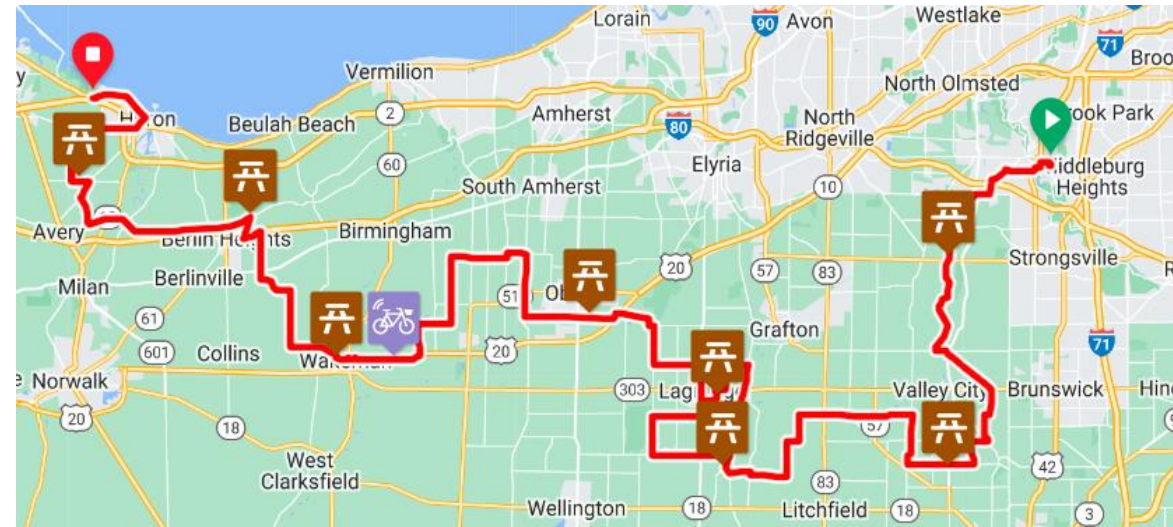 Lorain
90
Avon
Westlake
71
Vermilion
North Olmsted
2
Amherst
North
Ridgeville
Beulah Beach
80
60
Elyria
Middleburg
Heights
10
South Amherst
Avery
Berlin Heights
Birmingham
Strongsville
20
57
83
Berlinville
Milan
51
61
Grafton
601
Collins
20
71
Norwalk
303
Valley City
Brunswick
20
18
57
West
Clarksfield
42
83
Wellington
18
Litchfield
18
3